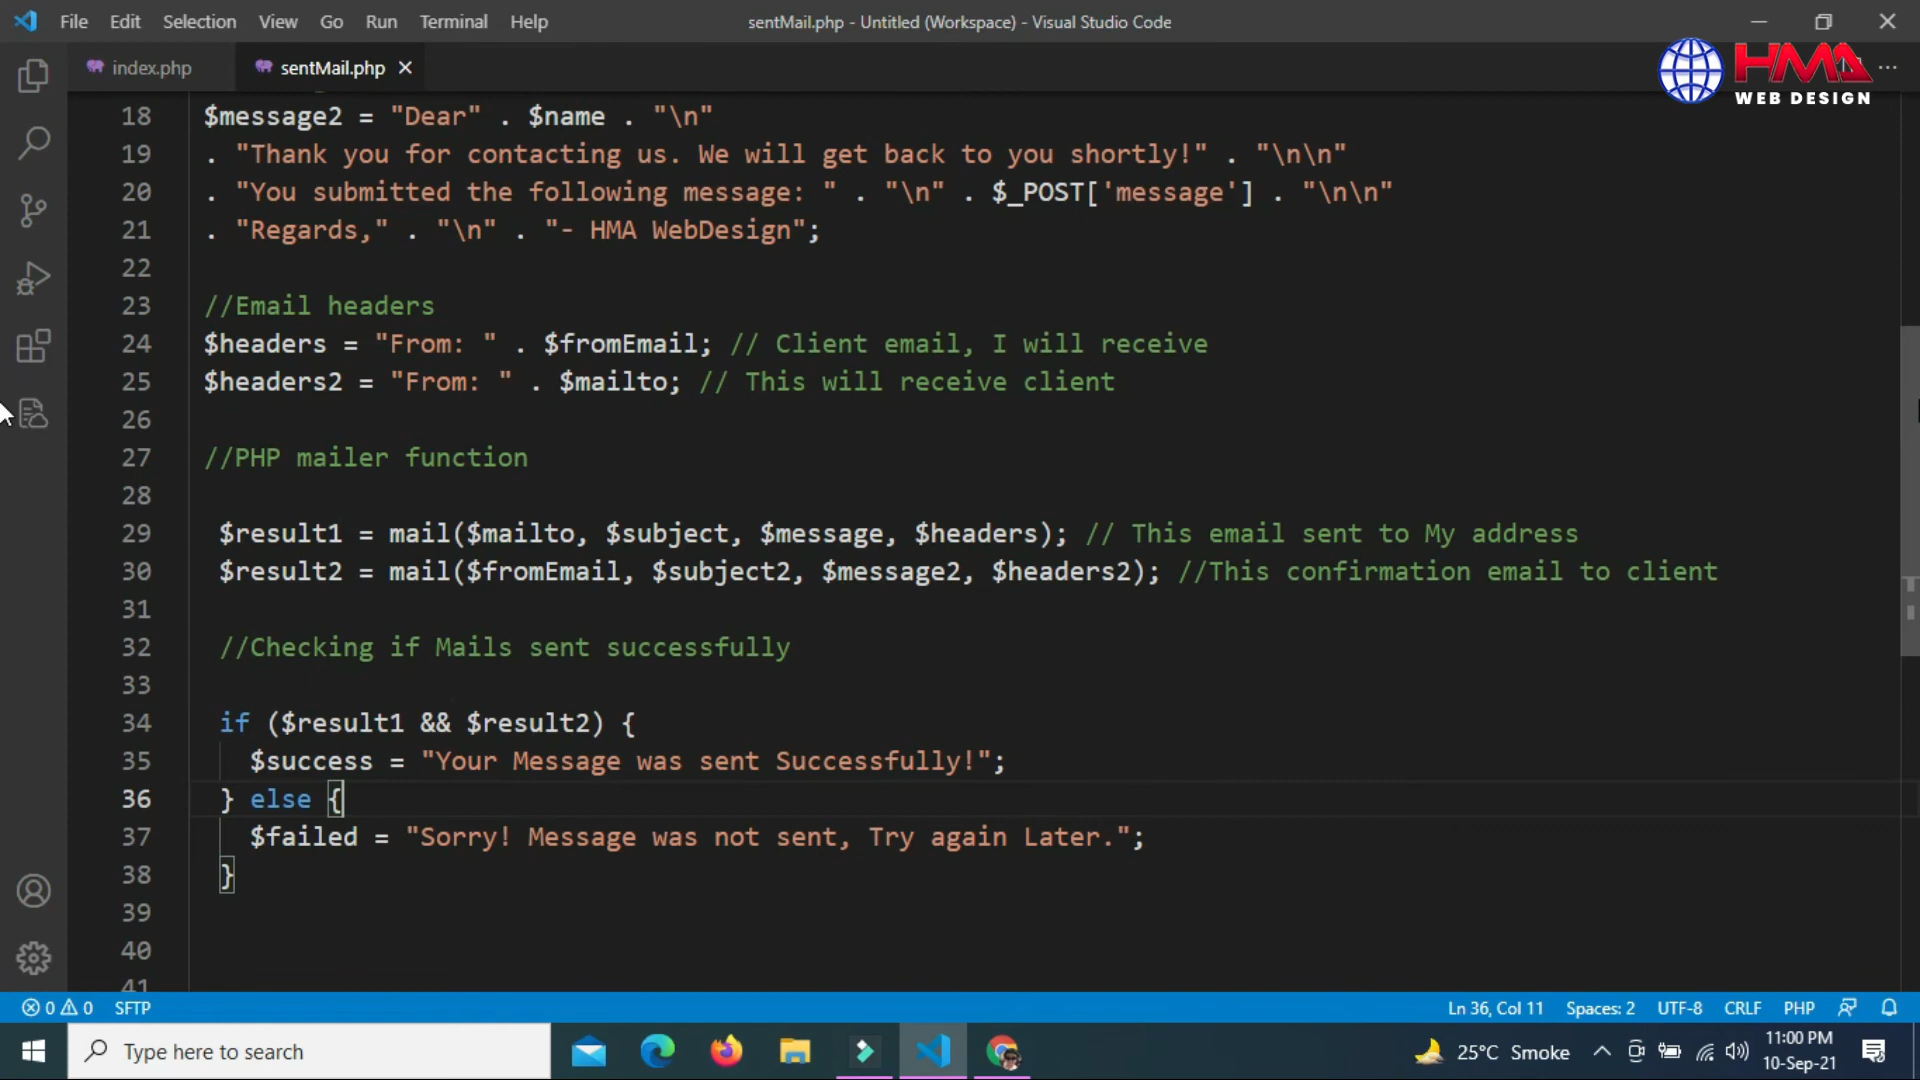 File Edit Selection View Go Run Terminal Help
sentMail.php - Untitled (Workspace) - Visual Studio Code
index.php
sentMail.php
HMA
WEB DESIGN
18 $message2 = "Dear" . $name . "\n"
19 . "Thank you for contacting us. We will get back to you shortly!" . "\n\n"
20 . "You submitted the following message: " . "\n" . $_POST['message'] . "\n\n"
21 . "Regards," . "\n" . "- HMA WebDesign";
22
23 //Email headers
24 $headers = "From: " . $fromEmail; // Client email, I will receive
25 $headers2 = "From: " . $mailto; // This will receive client
26
27 //PHP mailer function
28
29 $result1 = mail($mailto, $subject, $message, $headers); // This email sent to My address
30 $result2 = mail($fromEmail, $subject2, $message2, $headers2); //This confirmation email to client
31
32 //Checking if Mails sent successfully
33
34 if ($result1 && $result2) {
35 $success = "Your Message was sent Successfully!";
36 } else {
37 $failed = "Sorry! Message was not sent, Try again Later.";
38 }
39
40
41
0 0 SFTP
Ln 36, Col 11 Spaces: 2 UTF-8 CRLF PHP
Type here to search
25°C Smoke
11:00 PM
10-Sep-21